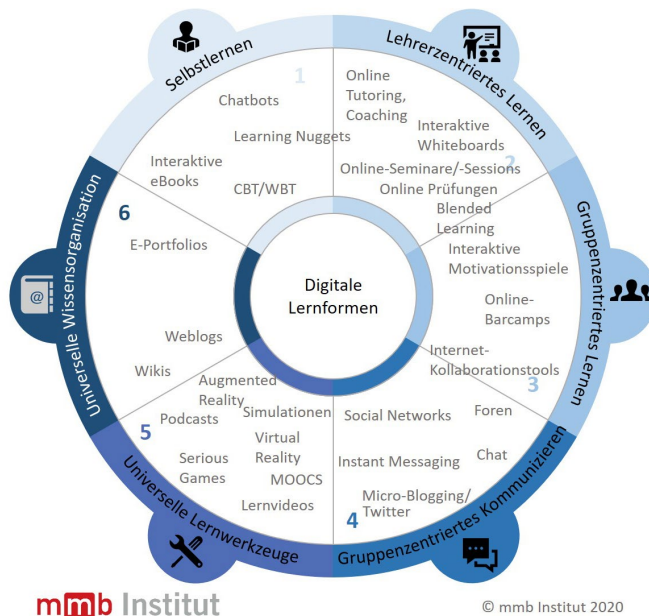 Selbstlernen
1
Chatbots
Learning Nuggets
Interaktive
eBooks
CBT/WBT
Lehrerzentriertes Lernen
Online
Tutoring,
Coaching
Interaktive
Whiteboards
2
Online-Seminare/-Sessions
Online Prüfungen
Blended
Learning
Gruppenzentriertes Lernen
Interaktive
Motivationsspiele
Online-
Barcamps
Internet-
Kollaborationstools
3
Gruppenzentriertes Kommunizieren
Social Networks
Foren
Instant Messaging
Chat
Micro-Blogging/
Twitter
4
Universelle Lernwerkzeuge
5
Augmented
Reality
Podcasts
Simulationen
Virtual
Reality
Serious
Games
MOOCS
Lernvideos
Universelle Wissensorganisation
6
E-Portfolios
Weblogs
Wikis
@
Digitale
Lernformen
mmb Institut
© mmb Institut 2020